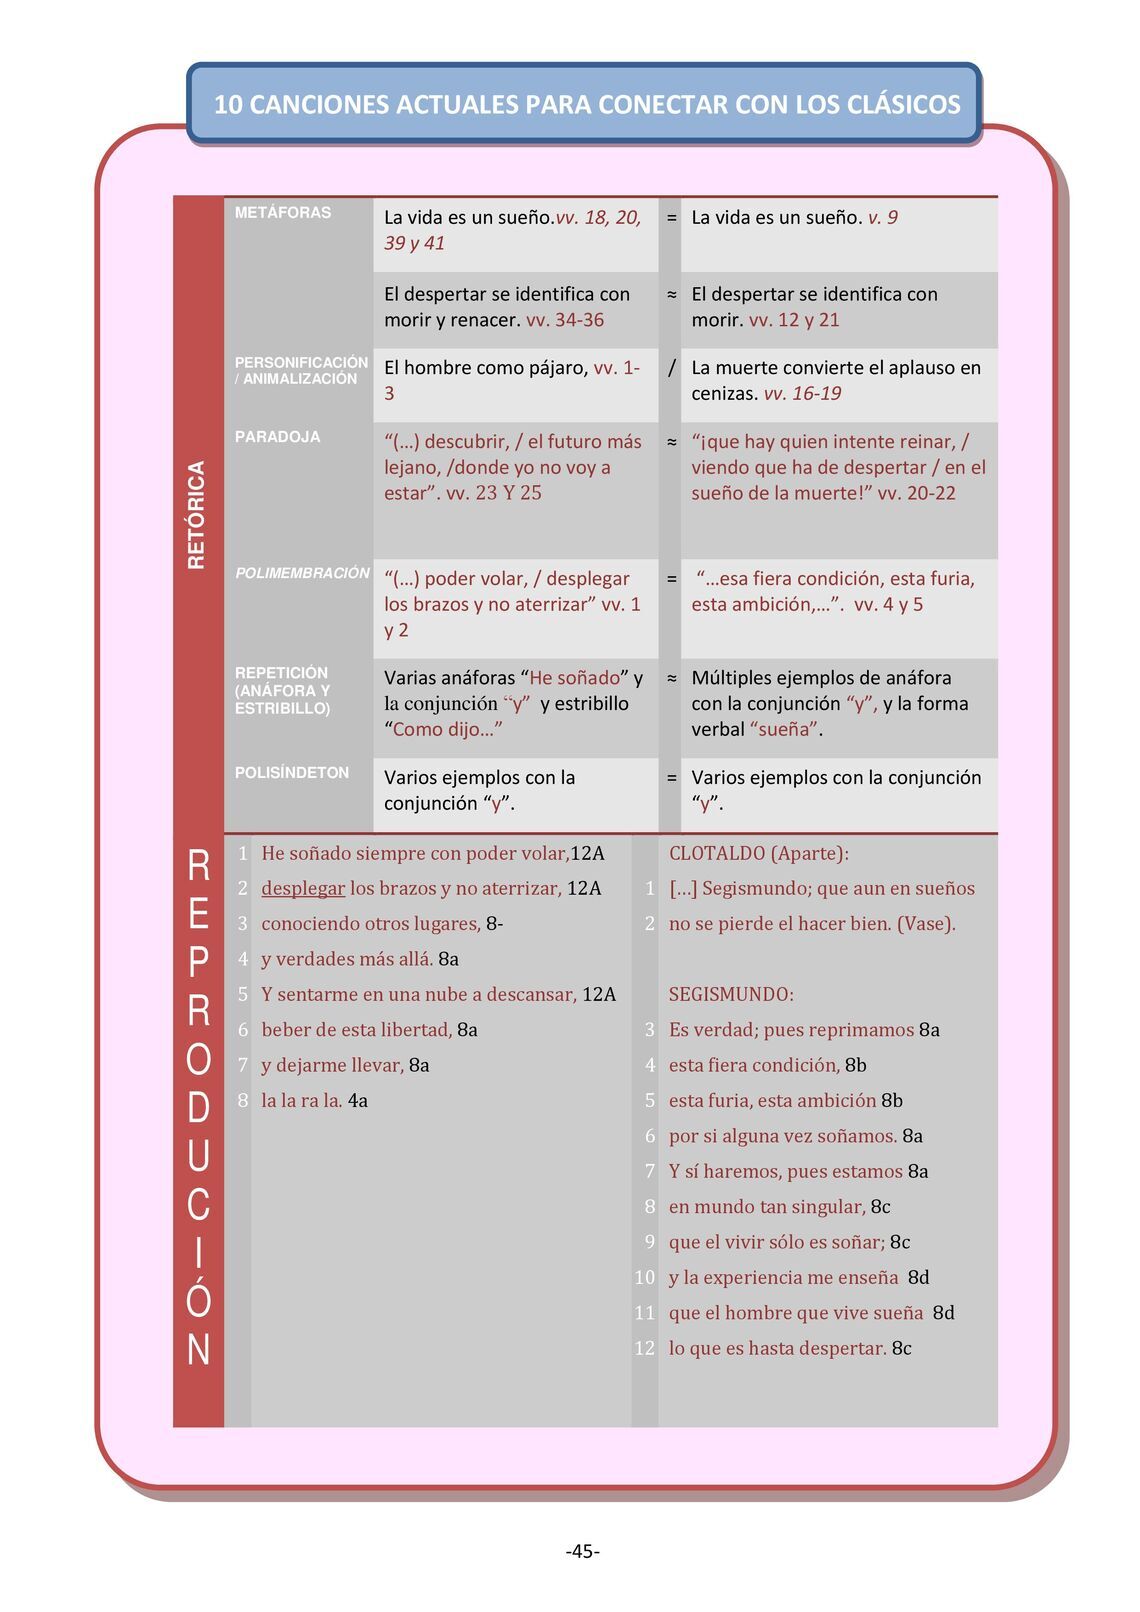 10 CANCIONES ACTUALES PARA CONECTAR CON LOS CLÁSICOS
RETÓRICA
METÁFORAS
La vida es un sueño.vv. 18, 20,
39 y 41
=
La vida es un sueño. v. 9
El despertar se identifica con
morir y renacer. vv. 34-36
≈
El despertar se identifica con
morir. vv. 12 y 21
PERSONIFICACIÓN
/ ANIMALIZACIÓN
El hombre como pájaro, vv. 1-
3
/
La muerte convierte el aplauso en
cenizas. vv. 16-19
PARADOJA
“(…) descubrir, / el futuro más
lejano, /donde yo no voy a
estar”. vv. 23 Y 25
≈
“¡que hay quien intente reinar, /
viendo que ha de despertar / en el
sueño de la muerte!” vv. 20-22
POLIMEMBRACIÓN
“(…) poder volar, / desplegar
los brazos y no aterrizar” vv. 1
y 2
=
“…esa fiera condición, esta furia,
esta ambición,…”. vv. 4 y 5
REPETICIÓN
(ANÁFORA Y
ESTRIBILLO)
Varias anáforas “He soñado” y
la conjunción “y” y estribillo
“Como dijo…”
≈
Múltiples ejemplos de anáfora
con la conjunción “y”, y la forma
verbal “sueña”.
POLISÍNDETON
Varios ejemplos con la
conjunción “y”.
=
Varios ejemplos con la conjunción
“y”.
REPRODUCIÓN
1 He soñado siempre con poder volar,12A
2 desplegar los brazos y no aterrizar, 12A
3 conociendo otros lugares, 8-
4 y verdades más allá. 8a
5 Y sentarme en una nube a descansar, 12A
6 beber de esta libertad, 8a
7 y dejarme llevar, 8a
8 la la ra la. 4a
CLOTALDO (Aparte):
1 […] Segismundo; que aun en sueños
2 no se pierde el hacer bien. (Vase).
SEGISMUNDO:
3 Es verdad; pues reprimamos 8a
4 esta fiera condición, 8b
5 esta furia, esta ambición 8b
6 por si alguna vez soñamos. 8a
7 Y sí haremos, pues estamos 8a
8 en mundo tan singular, 8c
9 que el vivir sólo es soñar; 8c
10 y la experiencia me enseña 8d
11 que el hombre que vive sueña 8d
12 lo que es hasta despertar. 8c
-45-